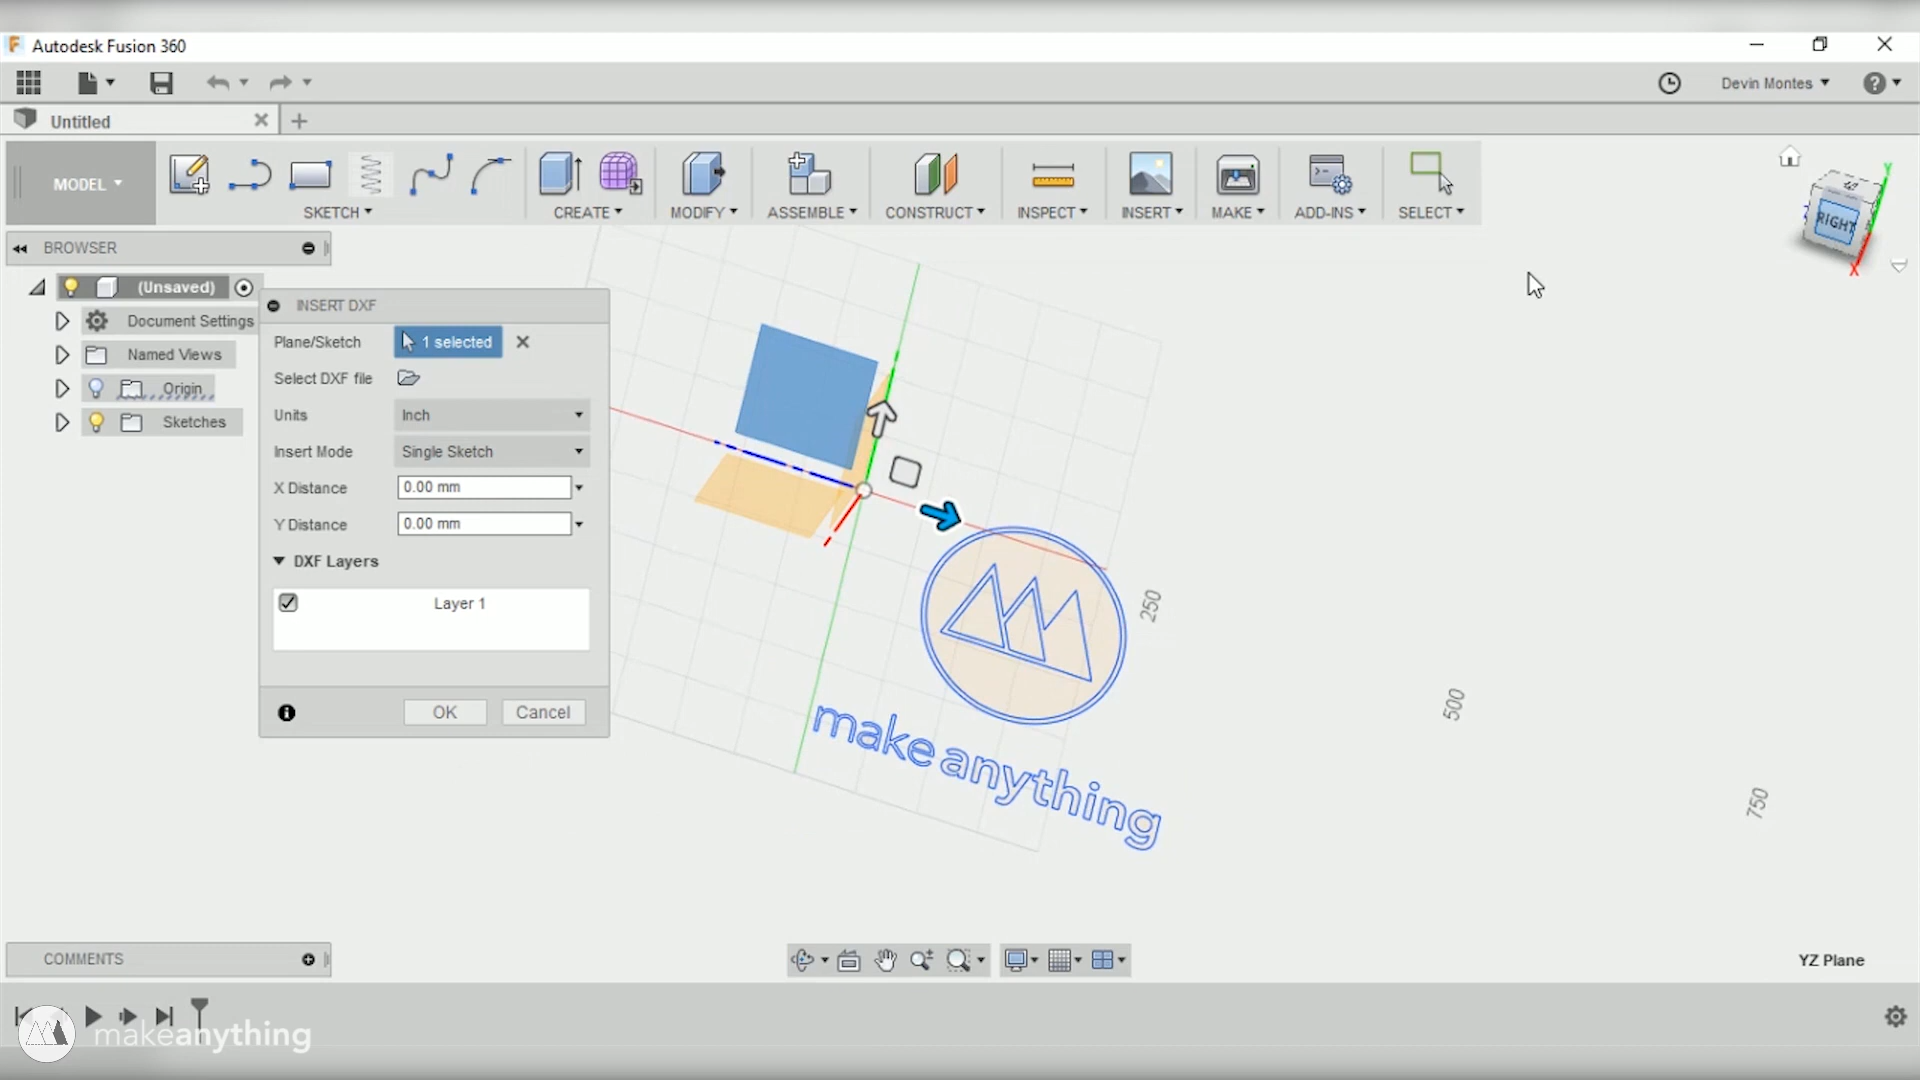 Autodesk Fusion 360
Devin Montes
Untitled
MODEL
SKETCH
CREATE
MODIFY
ASSEMBLE
CONSTRUCT
INSPECT
INSERT
MAKE
ADD-INS
SELECT
BROWSER
(Unsaved)
Document Settings
Named Views
Origin
Sketches
INSERT DXF
Plane/Sketch
1 selected
Select DXF file
Units
Inch
Insert Mode
Single Sketch
X Distance
0.00 mm
Y Distance
0.00 mm
DXF Layers
Layer 1
OK
Cancel
RIGHT
Y
X
250
500
750
make anything
COMMENTS
YZ Plane
makeanything